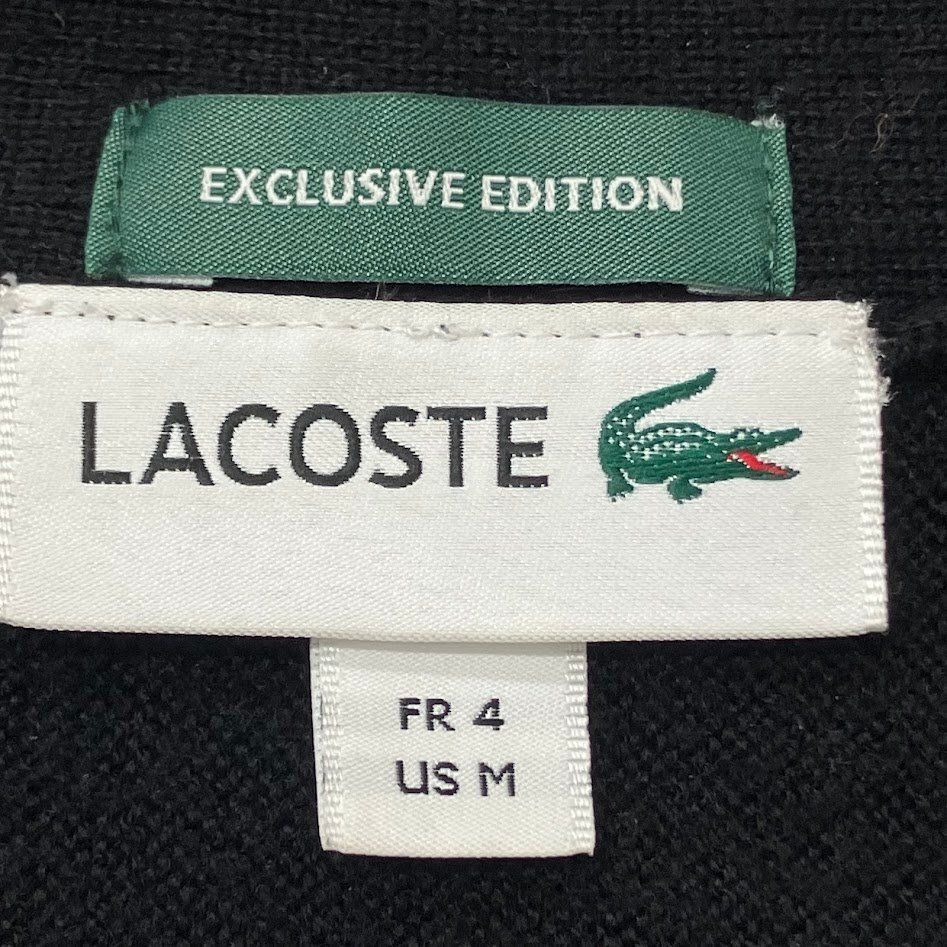 EXCLUSIVE EDITION
LACOSTE
FR 4
US M